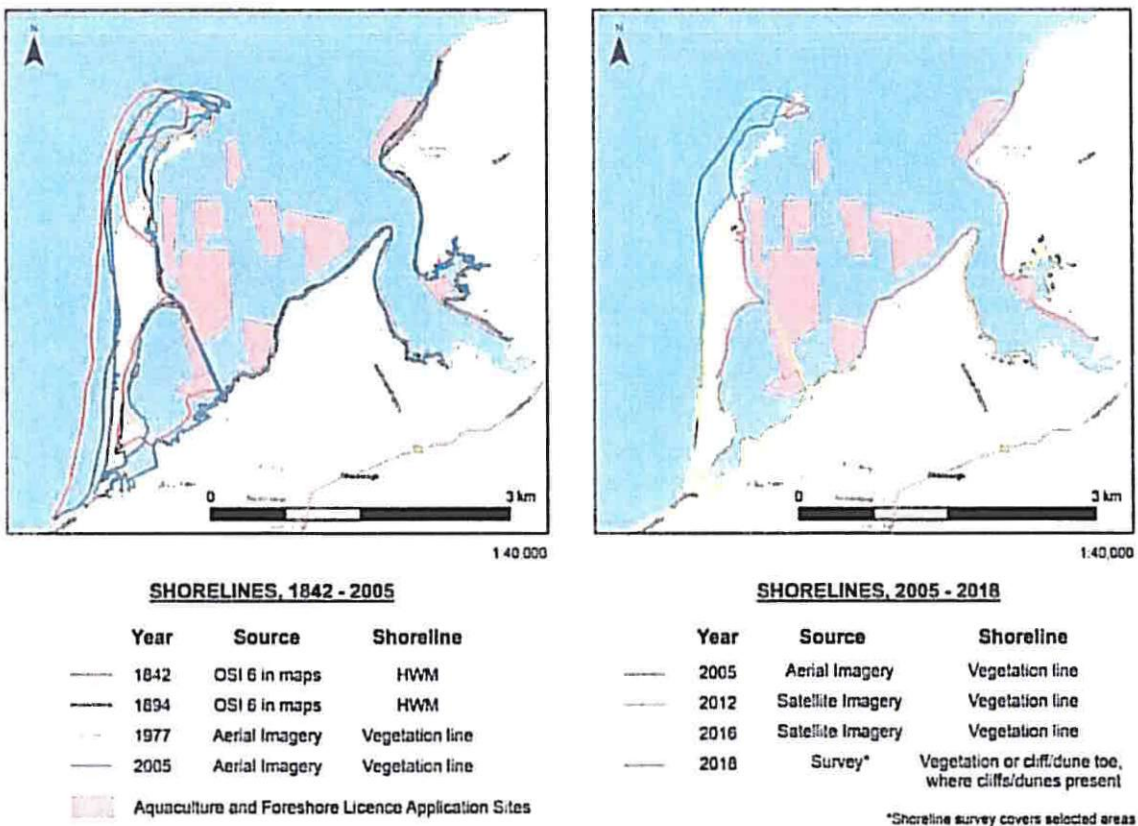 N
0 3 km
1:40,000
SHORELINES, 1842 - 2005
Year Source Shoreline
1842 OSI 6 in maps HWM
1894 OSI 6 in maps HWM
1977 Aerial Imagery Vegetation line
2005 Aerial Imagery Vegetation line
Aquaculture and Foreshore Licence Application Sites
N
0 3 km
1:40,000
SHORELINES, 2005 - 2018
Year Source Shoreline
2005 Aerial Imagery Vegetation line
2012 Satellite Imagery Vegetation line
2016 Satellite Imagery Vegetation line
2018 Survey* Vegetation or cliff/dune toe,
where cliffs/dunes present
*Shoreline survey covers selected areas